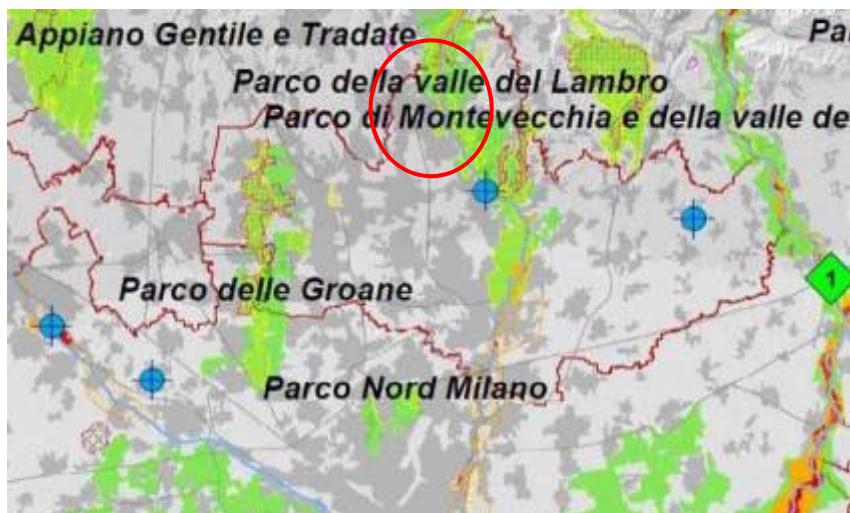 Appiano Gentile e Tradate
Pa
Parco della valle del Lambro
Parco di Montevecchia e della valle de
1
Parco delle Groane
Parco Nord Milano